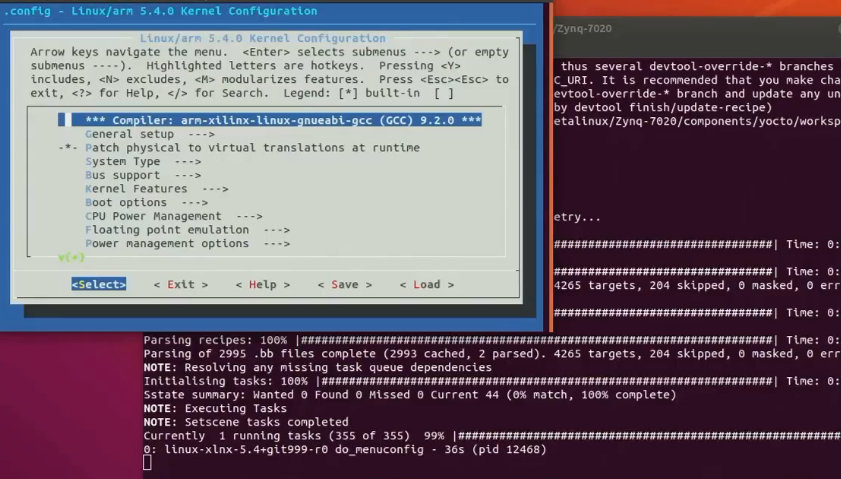 .config - Linux/arm 5.4.0 Kernel Configuration
Linux/arm 5.4.0 Kernel Configuration
Arrow keys navigate the menu. <Enter> selects submenus ---> (or empty
submenus ----). Highlighted letters are hotkeys. Pressing <Y>
includes, <N> excludes, <M> modularizes features. Press <Esc><Esc> to
exit, <?> for Help, </> for Search. Legend: [*] built-in [ ]
*** Compiler: arm-xilinx-linux-gnueabi-gcc (GCC) 9.2.0 ***
General setup --->
-*- Patch physical to virtual translations at runtime
System Type --->
Bus support --->
Kernel Features --->
Boot options --->
CPU Power Management --->
Floating point emulation --->
Power management options --->
v(+)
<Select> < Exit > < Help > < Save > < Load >
/Zynq-7020
thus several devtool-override-* branches
C_URI. It is recommended that you make cha
evtool-override-* branch and update any un
by devtool finish/update-recipe)
etalinux/Zynq-7020/components/yocto/worksp
etry...
################################| Time: 0:
################################| Time: 0:
4265 targets, 204 skipped, 0 masked, 0 err
################################| Time: 0:
Parsing recipes: 100% |######################################################################| Time: 0:
Parsing of 2995 .bb files complete (2993 cached, 2 parsed). 4265 targets, 204 skipped, 0 masked, 0 err
NOTE: Resolving any missing task queue dependencies
Initialising tasks: 100% |###################################################################| Time: 0:
Sstate summary: Wanted 0 Found 0 Missed 0 Current 44 (0% match, 100% complete)
NOTE: Executing Tasks
NOTE: Setscene tasks completed
Currently 1 running tasks (355 of 355) 99% |#########################################################
0: linux-xlnx-5.4+git999-r0 do_menuconfig - 36s (pid 12468)